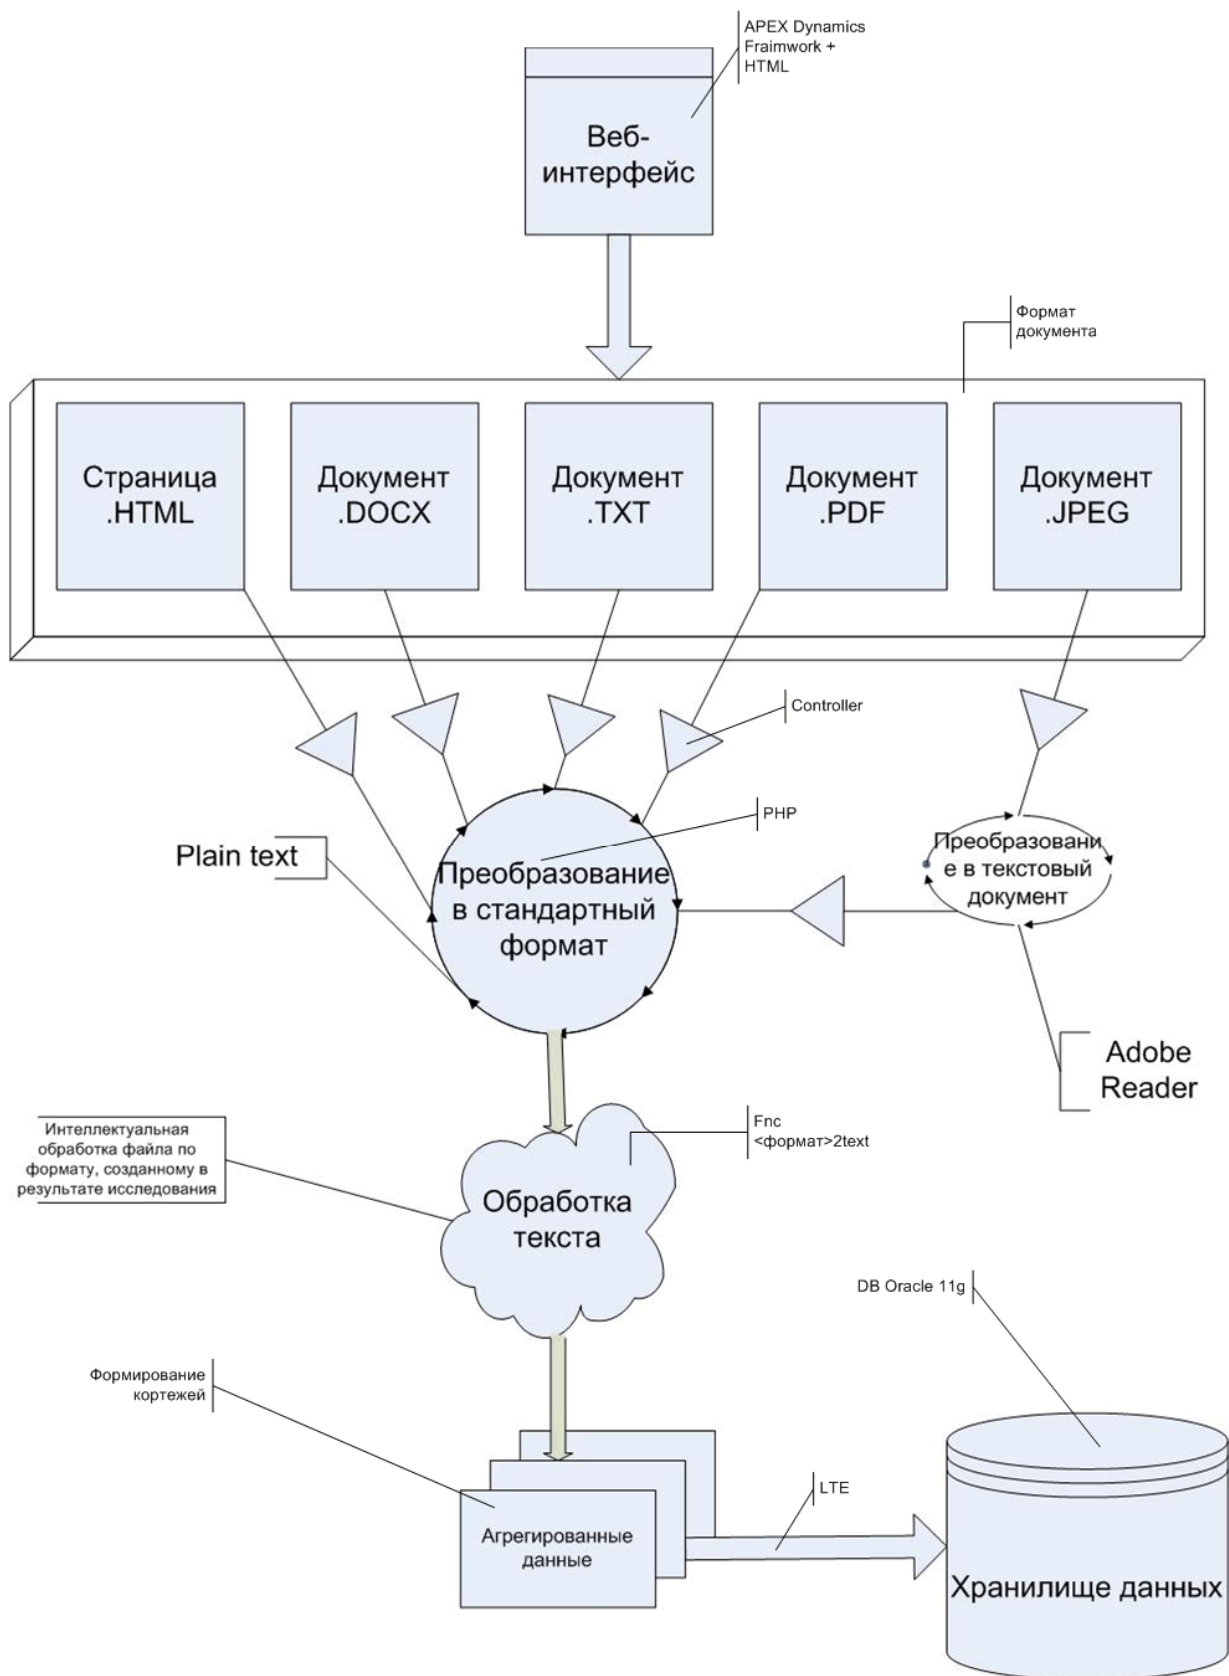 APEX Dynamics
Fraimwork +
HTML
Веб-
интерфейс
Формат
документа
Страница
.HTML
Документ
.DOCX
Документ
.TXT
Документ
.PDF
Документ
.JPEG
Controller
PHP
Plain text
Преобразование
в стандартный
формат
Преобразовани
е в текстовый
документ
Adobe
Reader
Интеллектуальная
обработка файла по
формату, созданному в
результате исследования
Fnc
<формат>2text
Обработка
текста
DB Oracle 11g
Формирование
кортежей
LTE
Агрегированные
данные
Хранилище данных